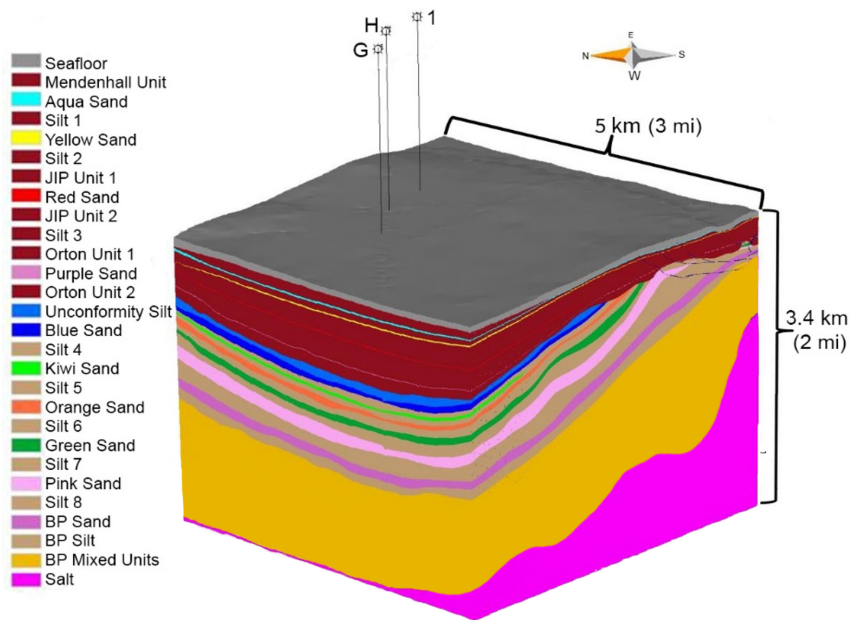 H
1
G
E
N
S
W
5 km (3 mi)
3.4 km
(2 mi)
Seafloor
Mendenhall Unit
Aqua Sand
Silt 1
Yellow Sand
Silt 2
JIP Unit 1
Red Sand
JIP Unit 2
Silt 3
Orton Unit 1
Purple Sand
Orton Unit 2
Unconformity Silt
Blue Sand
Silt 4
Kiwi Sand
Silt 5
Orange Sand
Silt 6
Green Sand
Silt 7
Pink Sand
Silt 8
BP Sand
BP Silt
BP Mixed Units
Salt